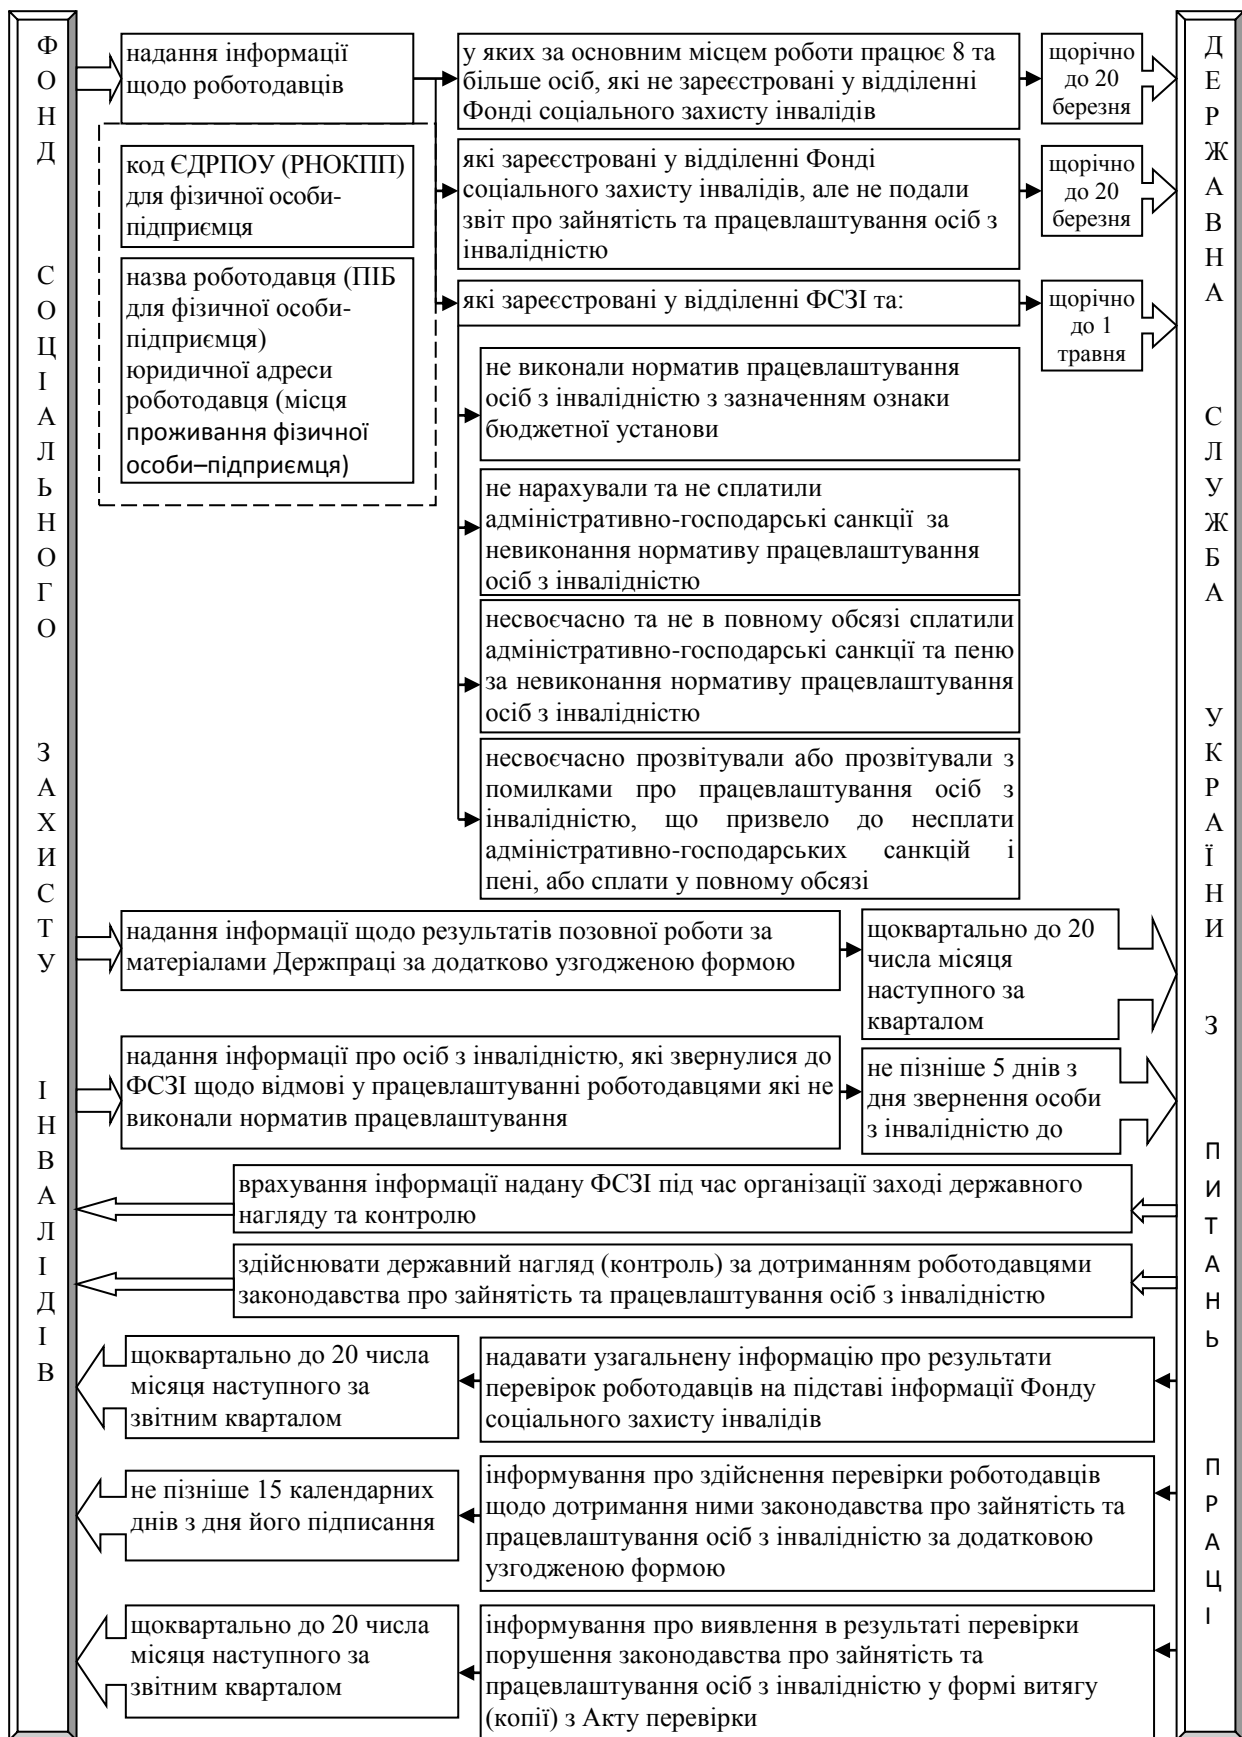 ФОНД СОЦІАЛЬНОГО ЗАХИСТУ ІНВАЛІДІВ
надання інформації
щодо роботодавців
код ЄДРПОУ (РНОКПП)
для фізичної особи-
підприємця
назва роботодавця (ПІБ
для фізичної особи-
підприємця)
юридичної адреси
роботодавця (місця
проживання фізичної
особи–підприємця)
у яких за основним місцем роботи працює 8 та
більше осіб, які не зареєстровані у відділенні
Фонді соціального захисту інвалідів
щорічно
до 20
березня
які зареєстровані у відділенні Фонді
соціального захисту інвалідів, але не подали
звіт про зайнятість та працевлаштування осіб з
інвалідністю
щорічно
до 20
березня
які зареєстровані у відділенні ФСЗІ та:
щорічно
до 1
травня
не виконали норматив працевлаштування
осіб з інвалідністю з зазначенням ознаки
бюджетної установи
не нарахували та не сплатили
адміністративно-господарські санкції за
невиконання нормативу працевлаштування
осіб з інвалідністю
несвоєчасно та не в повному обсязі сплатили
адміністративно-господарські санкції та пеню
за невиконання нормативу працевлаштування
осіб з інвалідністю
несвоєчасно прозвітували або прозвітували з
помилками про працевлаштування осіб з
інвалідністю, що призвело до несплати
адміністративно-господарських санкцій і
пені, або сплати у повному обсязі
надання інформації щодо результатів позовної роботи за
матеріалами Держпраці за додатково узгодженою формою
щоквартально до 20
числа місяця
наступного за
кварталом
надання інформації про осіб з інвалідністю, які звернулися до
ФСЗІ щодо відмові у працевлаштуванні роботодавцями які не
виконали норматив працевлаштування
не пізніше 5 днів з
дня звернення особи
з інвалідністю до
врахування інформації надану ФСЗІ під час організації заході державного
нагляду та контролю
здійснювати державний нагляд (контроль) за дотриманням роботодавцями
законодавства про зайнятість та працевлаштування осіб з інвалідністю
щоквартально до 20 числа
місяця наступного за
звітним кварталом
надавати узагальнену інформацію про результати
перевірок роботодавців на підставі інформації Фонду
соціального захисту інвалідів
не пізніше 15 календарних
днів з дня його підписання
інформування про здійснення перевірки роботодавців
щодо дотримання ними законодавства про зайнятість та
працевлаштування осіб з інвалідністю за додатковою
узгодженою формою
щоквартально до 20 числа
місяця наступного за
звітним кварталом
інформування про виявлення в результаті перевірки
порушення законодавства про зайнятість та
працевлаштування осіб з інвалідністю у формі витягу
(копії) з Акту перевірки
ДЕРЖАВНА СЛУЖБА УКРАЇНИ З ПИТАНЬ ПРАЦІ